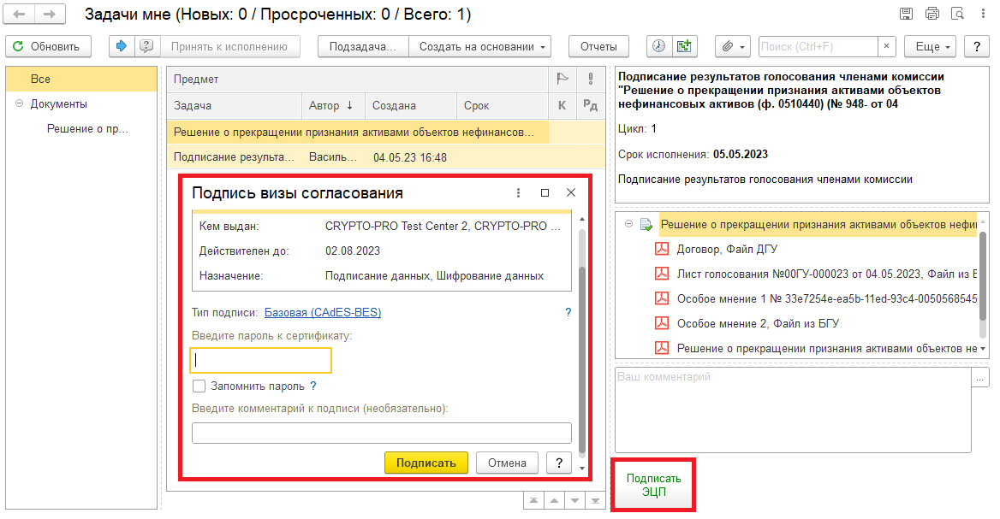 Задачи мне (Новых: 0 / Просроченных: 0 / Всего: 1)
Обновить
Принять к исполнению
Подзадача...
Создать на основании
Отчеты
Поиск (Ctrl+F)
×
Еще
?
Все
Документы
Решение о пр...
Предмет
Задача
Автор ↓
Создана
Срок
К
Рд
Решение о прекращении признания активами объектов нефинансов...
Подписание результа...
Василь...
04.05.23 16:48
Подпись визы согласования
Кем выдан:
CRYPTO-PRO Test Center 2, CRYPTO-PRO ...
Действителен до:
02.08.2023
Назначение:
Подписание данных, Шифрование данных
Тип подписи: Базовая (CAdES-BES)
?
Введите пароль к сертификату:
Запомнить пароль ?
Введите комментарий к подписи (необязательно):
Подписать
Отмена
?
Подписание результатов голосования членами комиссии
"Решение о прекращении признания активами объектов
нефинансовых активов (ф. 0510440) (№ 948- от 04
Цикл: 1
Срок исполнения: 05.05.2023
Подписание результатов голосования членами комиссии
Решение о прекращении признания активами объектов нефи
Договор, Файл ДГУ
Лист голосования №00ГУ-000023 от 04.05.2023, Файл из Б
Особое мнение 1 № 33e7254e-ea5b-11ed-93c4-0050568545
Особое мнение 2, Файл из БГУ
Решение о прекращении признания активами объектов не
Ваш комментарий
...
Подписать
ЭЦП